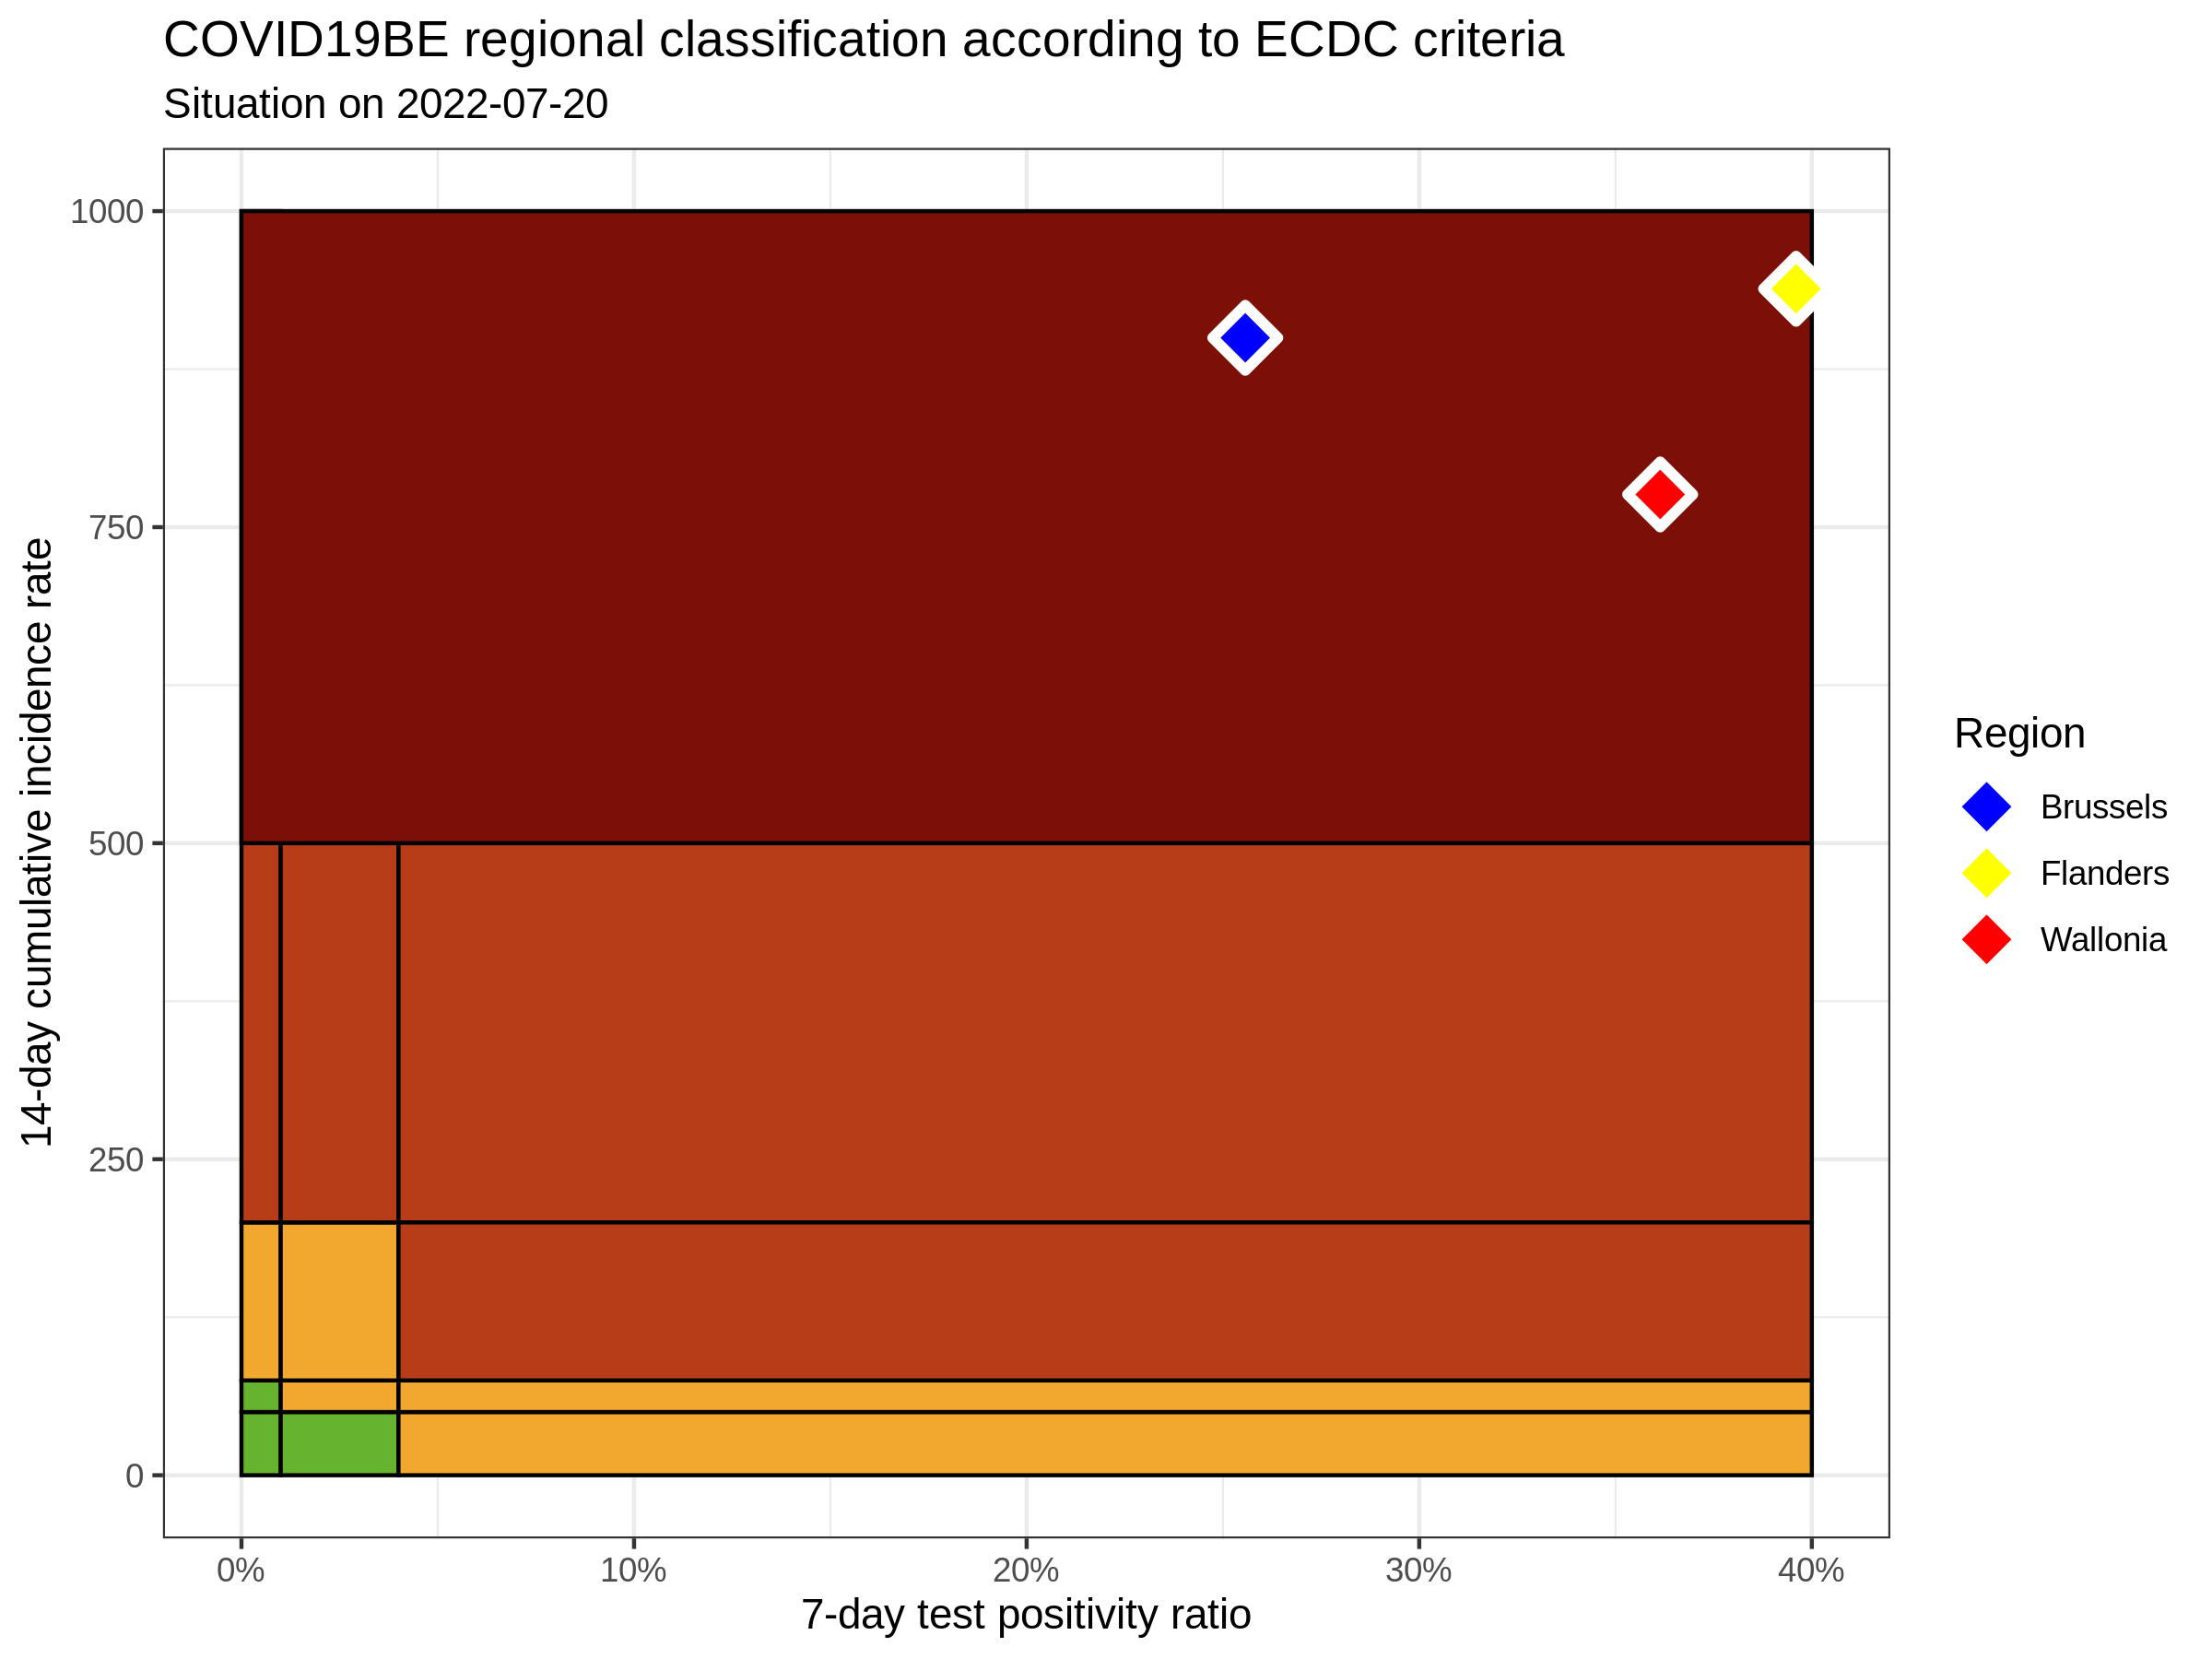 COVID19BE regional classification according to ECDC criteria
Situation on 2022-07-20
14-day cumulative incidence rate
1000
750
500
250
0
0%
10%
20%
30%
40%
7-day test positivity ratio
Region
Brussels
Flanders
Wallonia